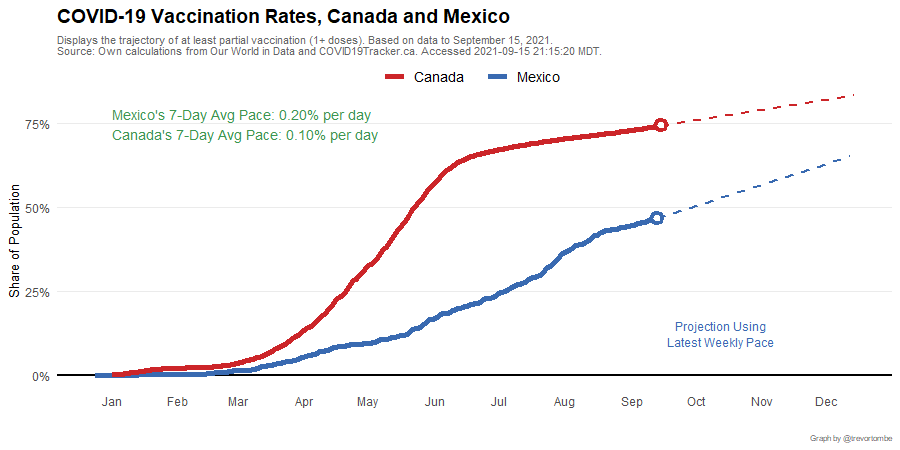 COVID-19 Vaccination Rates, Canada and Mexico
Displays the trajectory of at least partial vaccination (1+ doses). Based on data to September 15, 2021.
Source: Own calculations from Our World in Data and COVID19Tracker.ca. Accessed 2021-09-15 21:15:20 MDT.
Canada Mexico
Mexico's 7-Day Avg Pace: 0.20% per day
Canada's 7-Day Avg Pace: 0.10% per day
75%
50%
25%
0%
Share of Population
Projection Using
Latest Weekly Pace
Jan Feb Mar Apr May Jun Jul Aug Sep Oct Nov Dec
Graph by @trevortombe